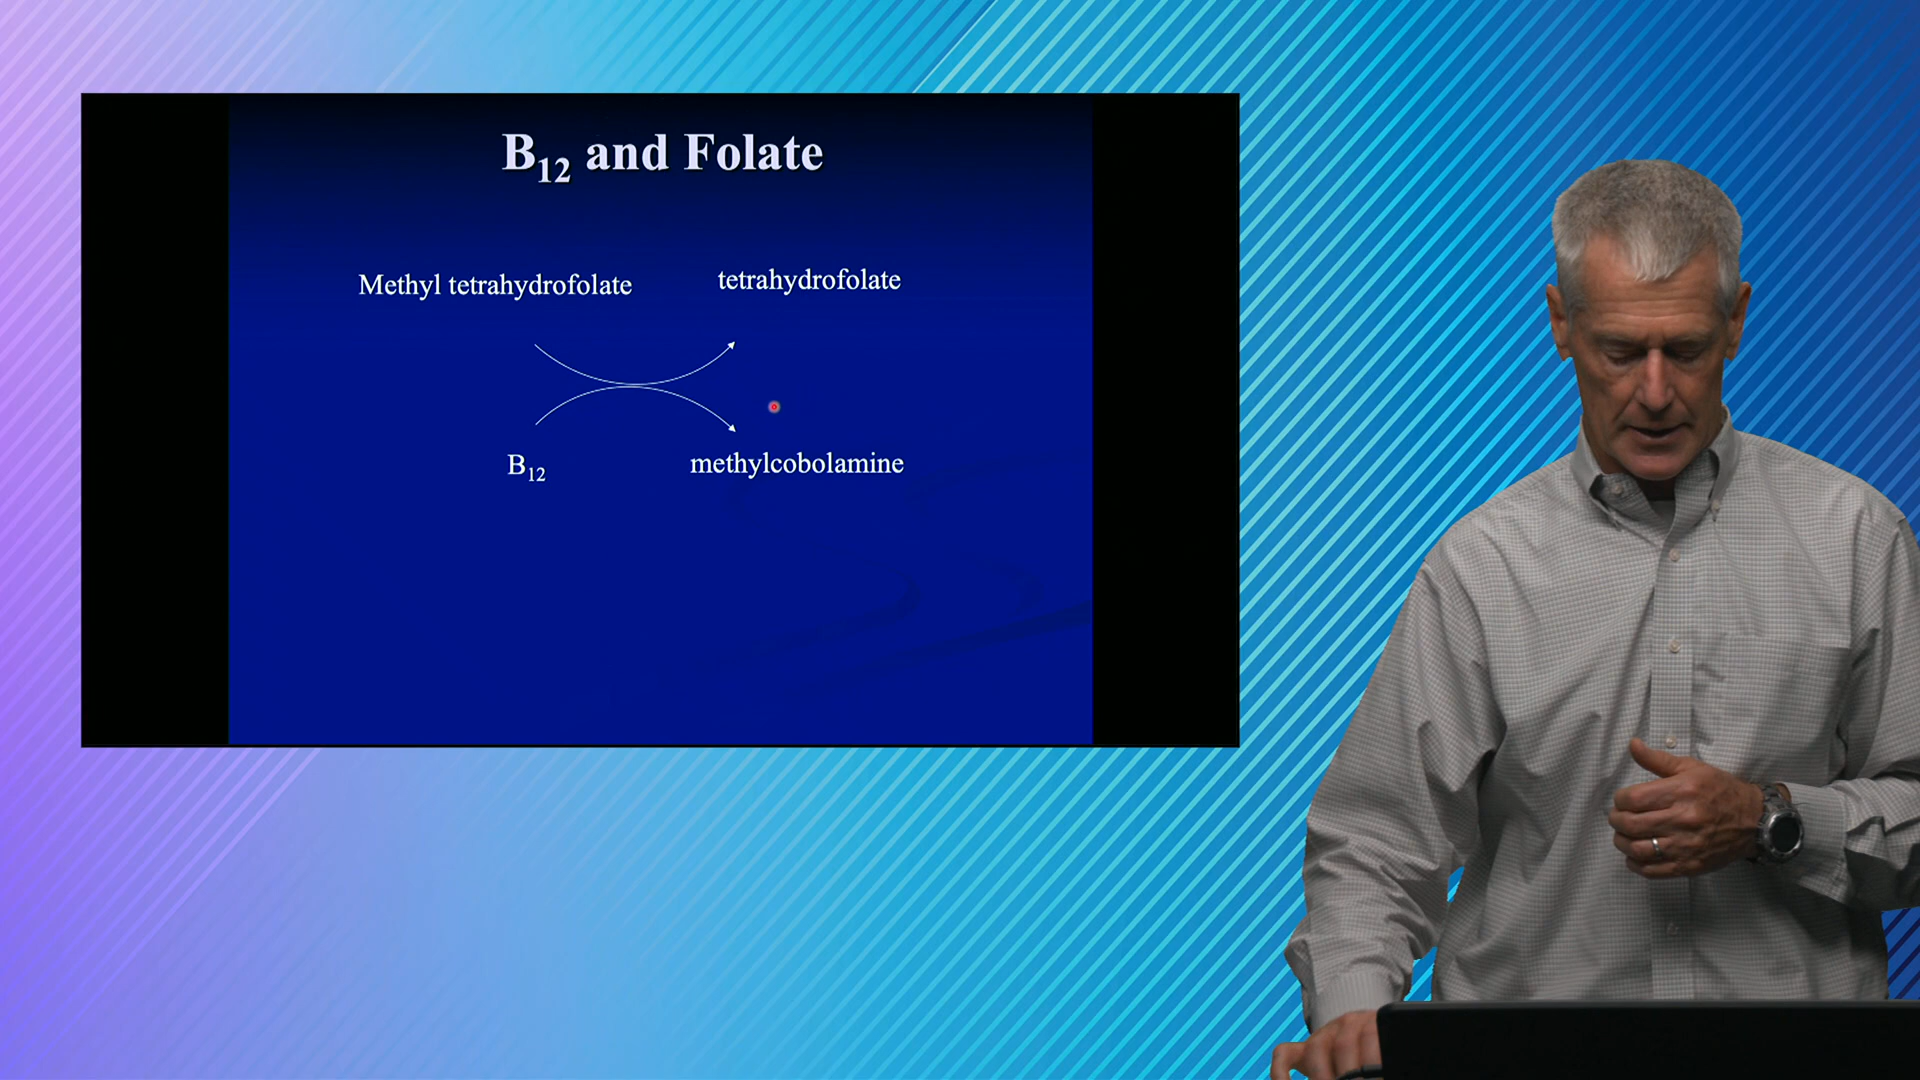 B12 and Folate
Methyl tetrahydrofolate tetrahydrofolate
B12 methylcobolamine